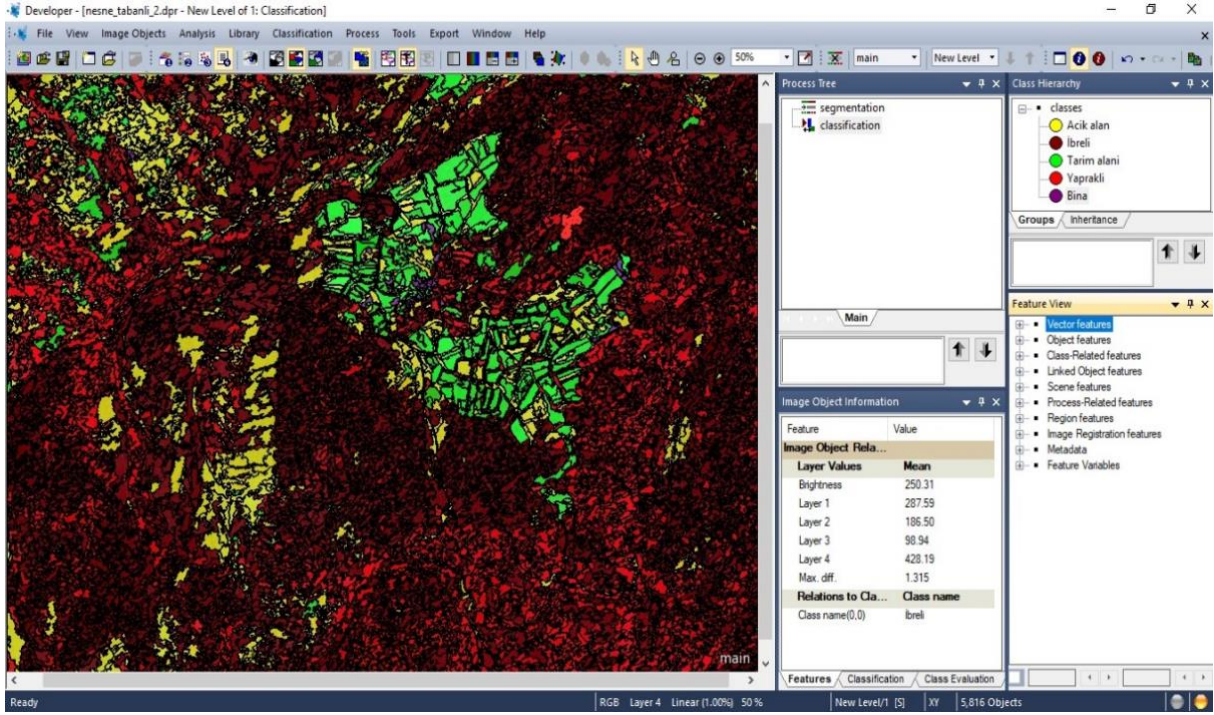 Developer - [nesne_tabanli_2.dpr - New Level of 1: Classification]
File View Image Objects Analysis Library Classification Process Tools Export Window Help
50% main New Level
Process Tree
segmentation
classification
Main
Class Hierarchy
classes
Acik alan
İbreli
Tarim alani
Yaprakli
Bina
Groups Inheritance
Image Object Information
Feature Value
Image Object Rela...
Layer Values Mean
Brightness 250.31
Layer 1 287.59
Layer 2 186.50
Layer 3 98.94
Layer 4 428.19
Max. diff. 1.315
Relations to Cla... Class name
Class name(0,0) İbreli
Features Classification Class Evaluation
Feature View
Vector features
Object features
Class-Related features
Linked Object features
Scene features
Process-Related features
Region features
Image Registration features
Metadata
Feature Variables
main
Ready RGB Layer 4 Linear (1.00%) 50 % New Level/1 [S] XY 5,816 Objects